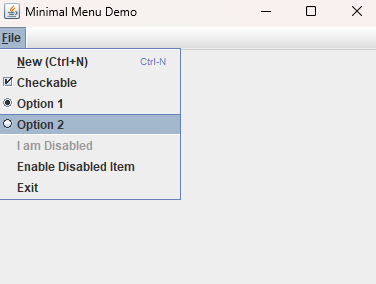 Minimal Menu Demo
File
New (Ctrl+N) Ctrl-N
Checkable
Option 1
Option 2
I am Disabled
Enable Disabled Item
Exit